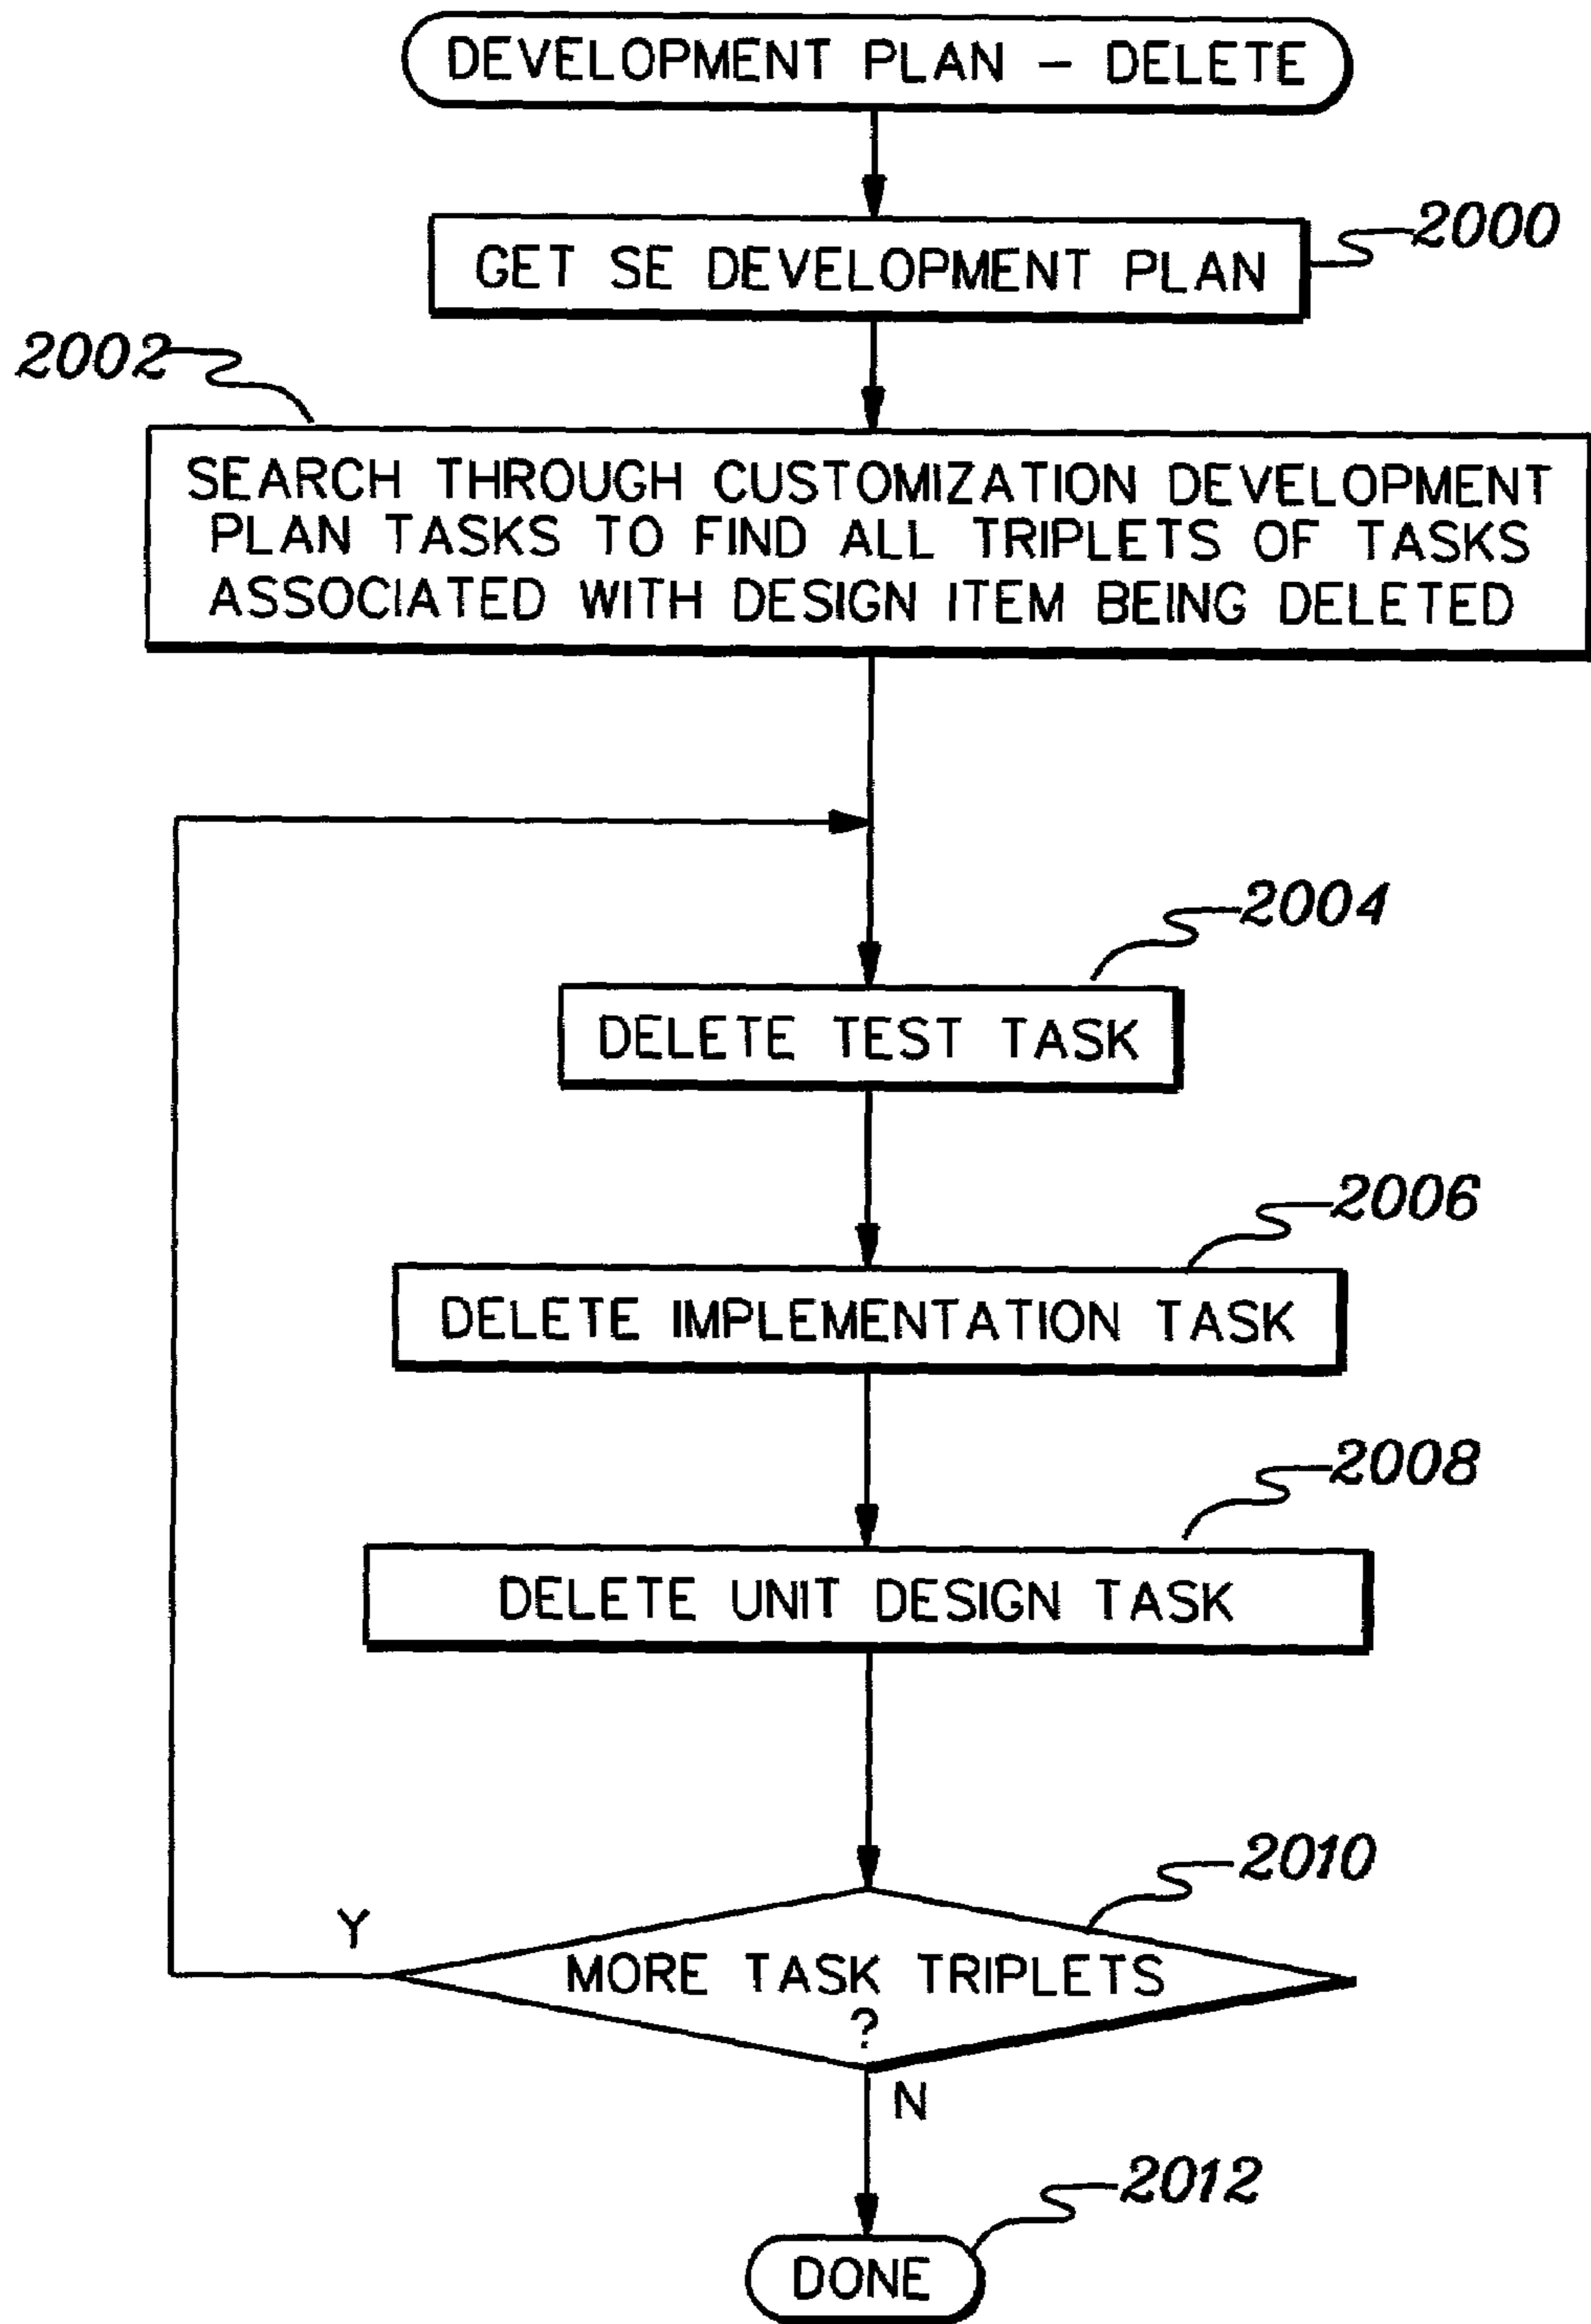 DEVELOPMENT PLAN – DELETE
GET SE DEVELOPMENT PLAN
2000
2002
SEARCH THROUGH CUSTOMIZATION DEVELOPMENT
PLAN TASKS TO FIND ALL TRIPLETS OF TASKS
ASSOCIATED WITH DESIGN ITEM BEING DELETED
2004
DELETE TEST TASK
2006
DELETE IMPLEMENTATION TASK
2008
DELETE UNIT DESIGN TASK
2010
Y
MORE TASK TRIPLETS
?
N
2012
DONE